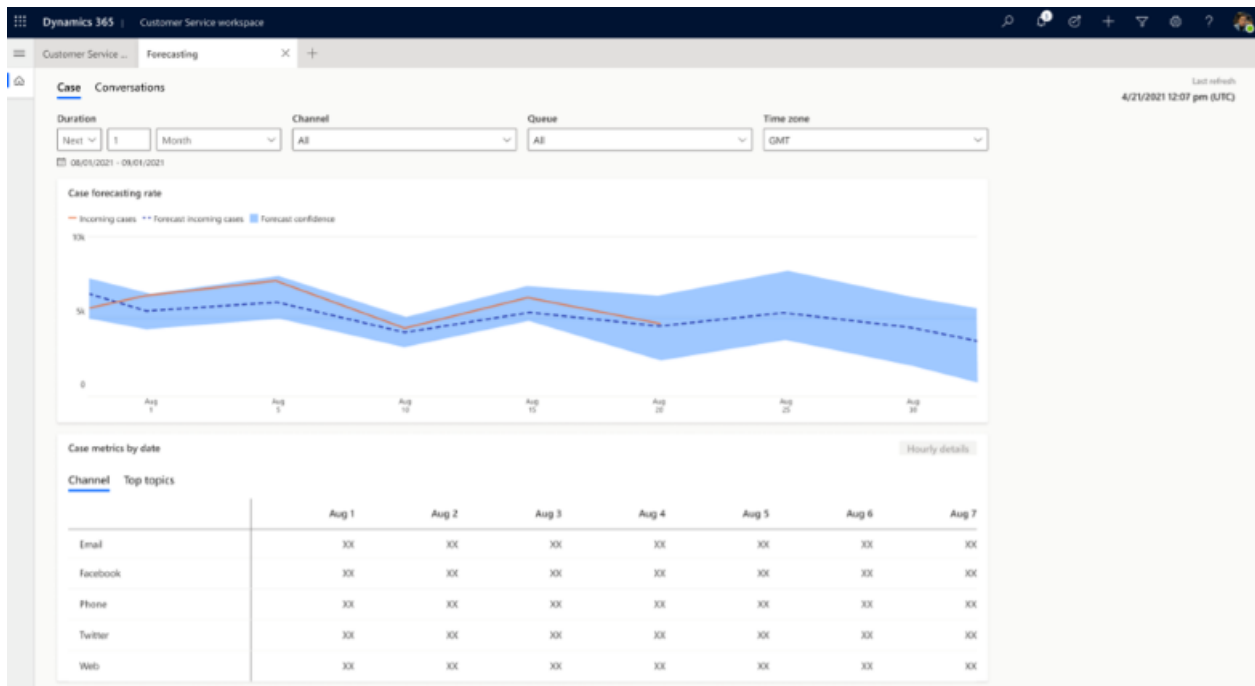 Dynamics 365 | Customer Service workspace
Customer Service ... Forecasting
Case Conversations
Last refresh
4/21/2021 12:07 pm (UTC)
Duration Channel Queue Time zone
Next 1 Month All All GMT
08/01/2021 - 09/01/2021
Case forecasting rate
Incoming cases Forecast incoming cases Forecast confidence
10k
5k
0
Aug 1 Aug 5 Aug 10 Aug 15 Aug 20 Aug 25 Aug 30
Case metrics by date Hourly details
Channel Top topics
Aug 1 Aug 2 Aug 3 Aug 4 Aug 5 Aug 6 Aug 7
Email XX XX XX XX XX XX XX
Facebook XX XX XX XX XX XX XX
Phone XX XX XX XX XX XX XX
Twitter XX XX XX XX XX XX XX
Web XX XX XX XX XX XX XX